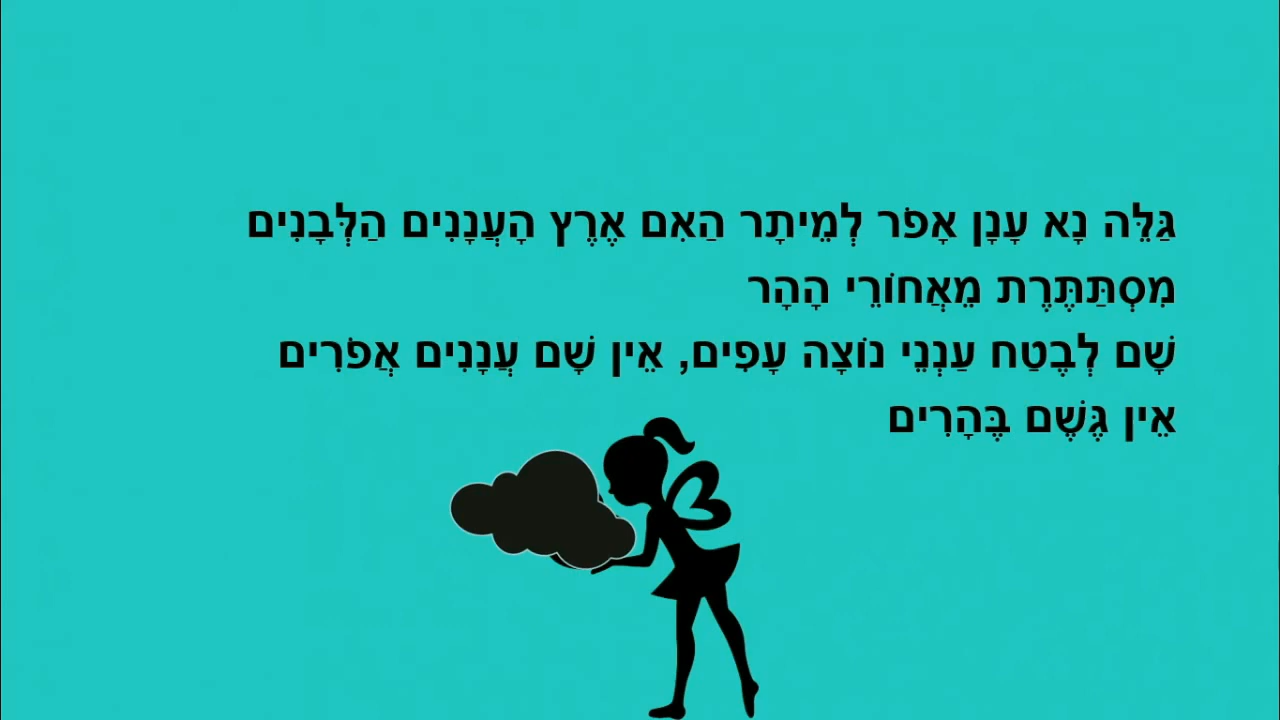 גַּלֵּה נָא עָנָן אָפֹר לְמֵיתָר הַאִם אֶרֶץ הָעֲנָנִים הַלְּבָנִים
מִסְתַּתֶּרֶת מֵאֲחוֹרֵי הָהָר
שָׁם לְבֶטַח עַנְנֵי נוֹצָה עָפִים, אֵין שָׁם עֲנָנִים אֲפֹרִים
אֵין גֶּשֶׁם בֶּהָרִים